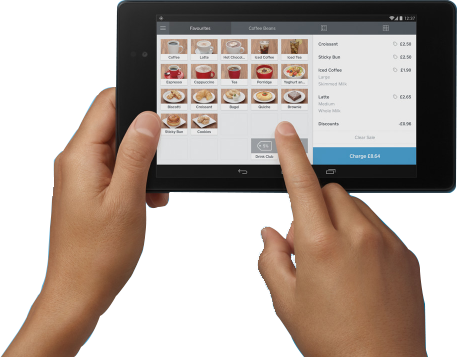 12:37
Favourites
Coffee Beans
Coffee
Latte
Hot Chocol...
Iced Coffee
Iced Tea
Espresso
Cappuccino
Tea
Porridge
Yoghurt an...
Biscotti
Croissant
Bagel
Quiche
Brownie
Sticky Bun
Cookies
Drink Club
Croissant £2.50
Sticky Bun £2.50
Iced Coffee £1.95
Large
Skimmed Milk
Latte £2.65
Medium
Whole Milk
Discounts -£0.96
Clear Sale
Charge £8.64